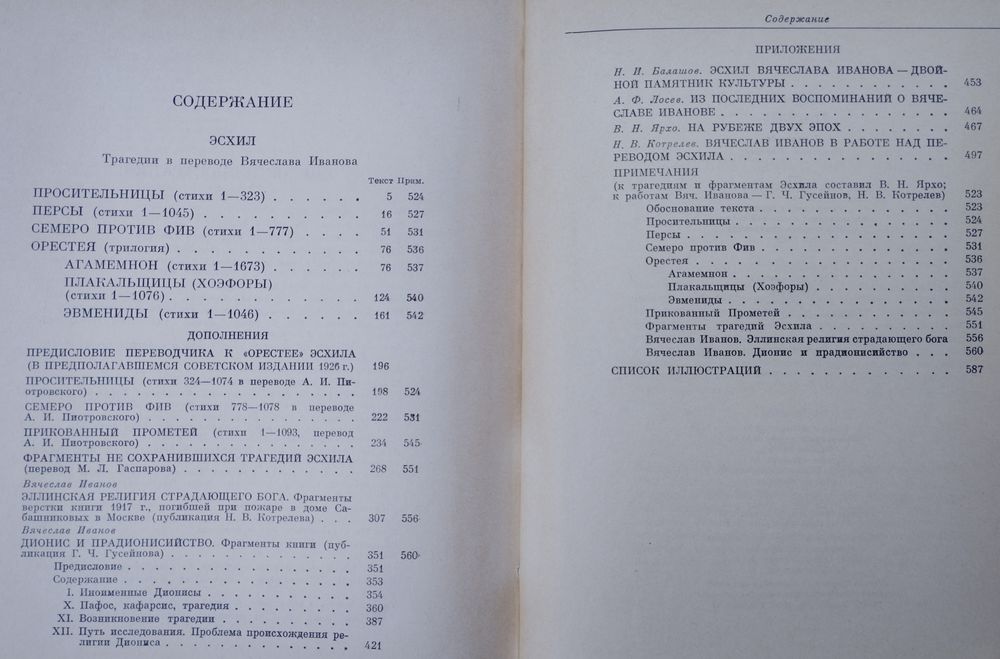 СОДЕРЖАНИЕ
ЭСХИЛ
Трагедии в переводе Вячеслава Иванова
Текст Прим.
ПРОСИТЕЛЬНИЦЫ (стихи 1—323) . . . . . . 5 524
ПЕРСЫ (стихи 1—1045) . . . . . . . . . . 16 527
СЕМЕРО ПРОТИВ ФИВ (стихи 1—777) . . . . 51 531
ОРЕСТЕЯ (трилогия) . . . . . . . . . . . . 76 536
АГАМЕМНОН (стихи 1—1673) . . . . . . 76 537
ПЛАКАЛЬЩИЦЫ (ХОЭФОРЫ)
(стихи 1—1076) . . . . . . . . . . . . 124 540
ЭВМЕНИДЫ (стихи 1—1046) . . . . . . 161 542
ДОПОЛНЕНИЯ
ПРЕДИСЛОВИЕ ПЕРЕВОДЧИКА К «ОРЕСТЕЕ» ЭСХИЛА
(В ПРЕДПОЛАГАВШЕМСЯ СОВЕТСКОМ ИЗДАНИИ 1926 г.) 196
ПРОСИТЕЛЬНИЦЫ (стихи 324—1074 в переводе А. И. Пи-
отровского) . . . . . . . . . . . . . . . . . 198 524
СЕМЕРО ПРОТИВ ФИВ (стихи 778—1078 в переводе
А. И. Пиотровского) . . . . . . . . . . . . . 222 531
ПРИКОВАННЫЙ ПРОМЕТЕЙ (стихи 1—1093, перевод
А. И. Пиотровского) . . . . . . . . . . . . . 234 545
ФРАГМЕНТЫ НЕ СОХРАНИВШИХСЯ ТРАГЕДИЙ ЭСХИЛА
(перевод М. Л. Гаспарова) . . . . . . . . . . 268 551
Вячеслав Иванов
ЭЛЛИНСКАЯ РЕЛИГИЯ СТРАДАЮЩЕГО БОГА. Фрагменты
верстки книги 1917 г., погибшей при пожаре в доме Са-
башниковых в Москве (публикация Н. В. Котрелева) . . . 307 556
Вячеслав Иванов
ДИОНИС И ПРАДИОНИСИЙСТВО. Фрагменты книги (пуб-
ликация Г. Ч. Гусейнова) . . . . . . . . . . . . 351 560
Предисловие . . . . . . . . . . . . . . . . 351
Содержание . . . . . . . . . . . . . . . . 353
I. Иноименные Дионисы . . . . . . . . . . 354
X. Пафос, кафарсис, трагедия . . . . . . . . 360
XI. Возникновение трагедии . . . . . . . . . 387
XII. Путь исследования. Проблема происхождения ре-
лигии Диониса . . . . . . . . . . . . . 421
Содержание
ПРИЛОЖЕНИЯ
Н. И. Балашов. ЭСХИЛ ВЯЧЕСЛАВА ИВАНОВА — ДВОЙ-
НОЙ ПАМЯТНИК КУЛЬТУРЫ . . . . . . . . . . . . 453
А. Ф. Лосев. ИЗ ПОСЛЕДНИХ ВОСПОМИНАНИЙ О ВЯЧЕ-
СЛАВЕ ИВАНОВЕ . . . . . . . . . . . . . . . . . 464
В. Н. Ярхо. НА РУБЕЖЕ ДВУХ ЭПОХ . . . . . . . . 467
Н. В. Котрелев. ВЯЧЕСЛАВ ИВАНОВ В РАБОТЕ НАД ПЕ-
РЕВОДОМ ЭСХИЛА . . . . . . . . . . . . . . . . 497
ПРИМЕЧАНИЯ
(к трагедиям и фрагментам Эсхила составил В. Н. Ярхо;
к работам Вяч. Иванова — Г. Ч. Гусейнов, Н. В. Котрелев) 523
Обоснование текста . . . . . . . . . . . . . . 523
Просительницы . . . . . . . . . . . . . . . . 524
Персы . . . . . . . . . . . . . . . . . . . . 527
Семеро против Фив . . . . . . . . . . . . . . 531
Орестея . . . . . . . . . . . . . . . . . . . 536
Агамемнон . . . . . . . . . . . . . . . . . 537
Плакальщицы (Хоэфоры) . . . . . . . . . . 540
Эвмениды . . . . . . . . . . . . . . . . . 542
Прикованный Прометей . . . . . . . . . . . . 545
Фрагменты трагедий Эсхила . . . . . . . . . . 551
Вячеслав Иванов. Эллинская религия страдающего бога 556
Вячеслав Иванов. Дионис и прадионисийство . . . 560
СПИСОК ИЛЛЮСТРАЦИЙ . . . . . . . . . . . . . . 587